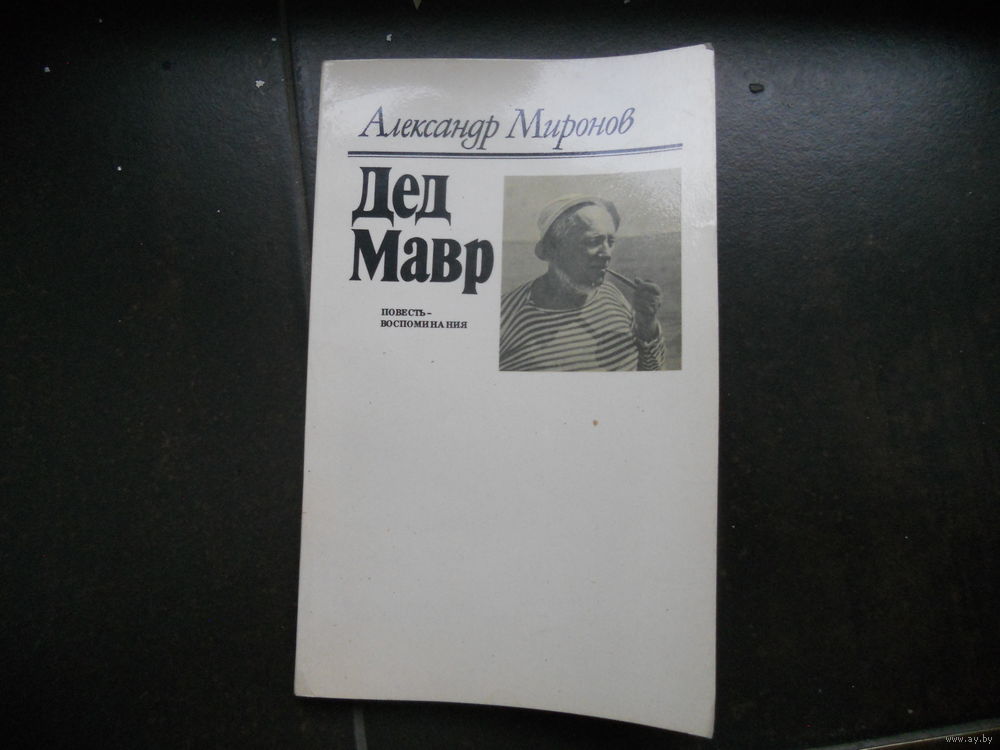 Александр Миронов
Дед
Мавр
ПОВЕСТЬ-
ВОСПОМИНАНИЯ
www.ay.by